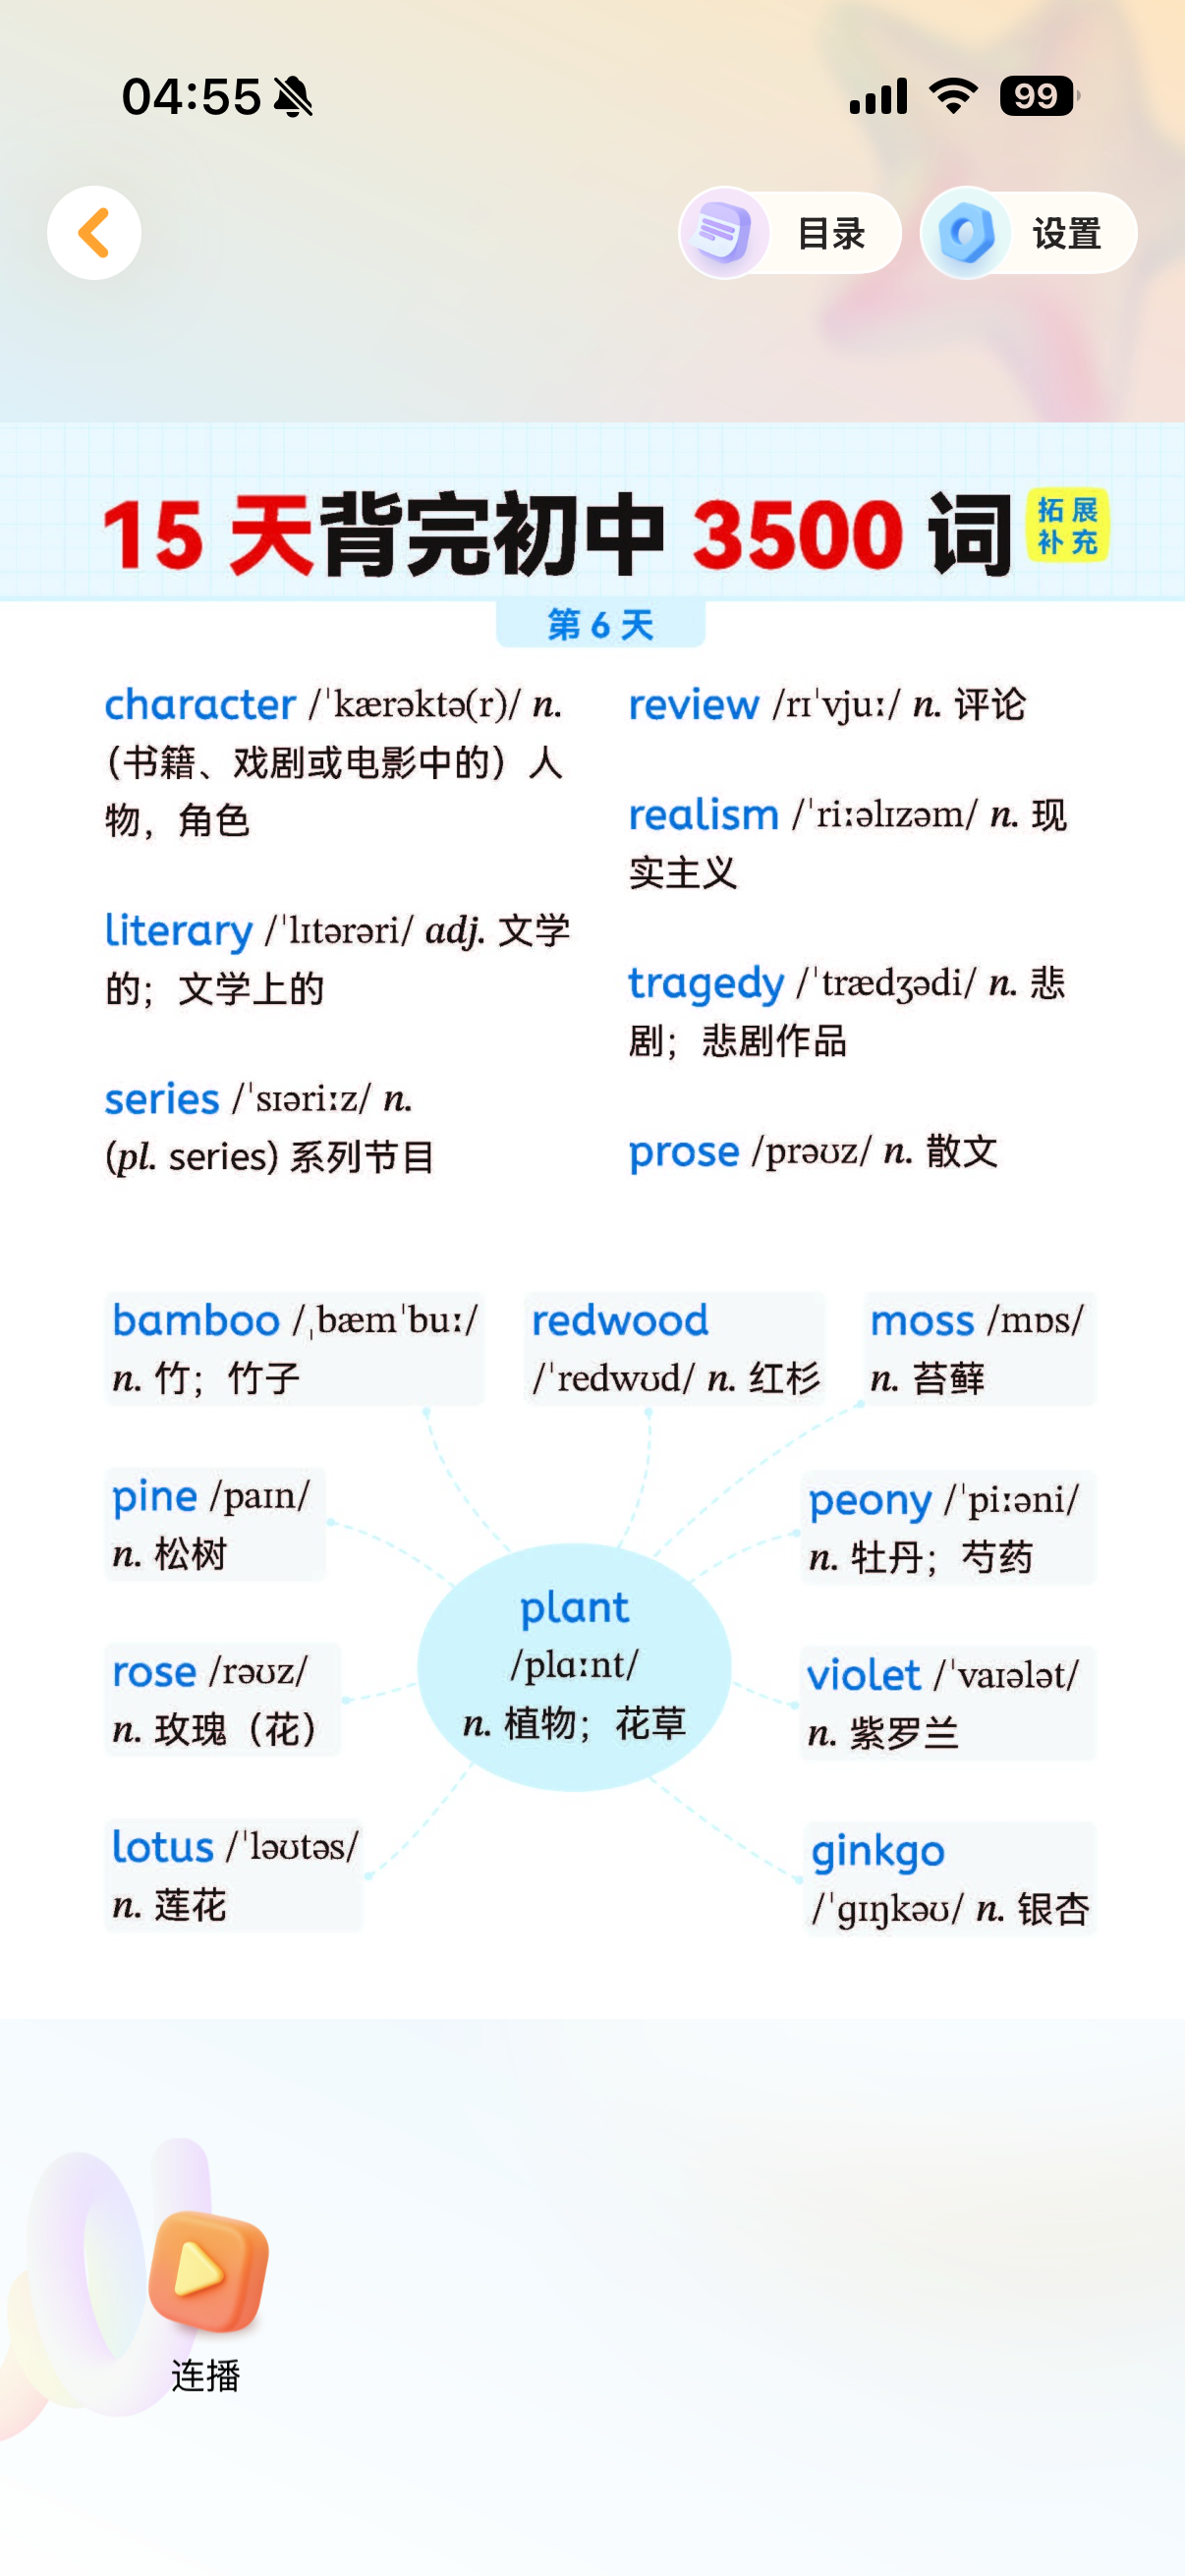 04:55
99
目录
设置
15 天背完初中 3500 词
拓展
补充
第 6 天
character /ˈkærəktə(r)/ n.
（书籍、戏剧或电影中的）人
物，角色
literary /ˈlɪtərəri/ adj. 文学
的；文学上的
series /ˈsɪəriːz/ n.
(pl. series) 系列节目
review /rɪˈvjuː/ n. 评论
realism /ˈriːəlɪzəm/ n. 现
实主义
tragedy /ˈtrædʒədi/ n. 悲
剧；悲剧作品
prose /prəʊz/ n. 散文
bamboo /ˌbæmˈbuː/
n. 竹；竹子
redwood
/ˈredwʊd/ n. 红杉
moss /mɒs/
n. 苔藓
pine /paɪn/
n. 松树
peony /ˈpiːəni/
n. 牡丹；芍药
plant
/plɑːnt/
n. 植物；花草
rose /rəʊz/
n. 玫瑰（花）
violet /ˈvaɪələt/
n. 紫罗兰
lotus /ˈləʊtəs/
n. 莲花
ginkgo
/ˈɡɪŋkəʊ/ n. 银杏
连播